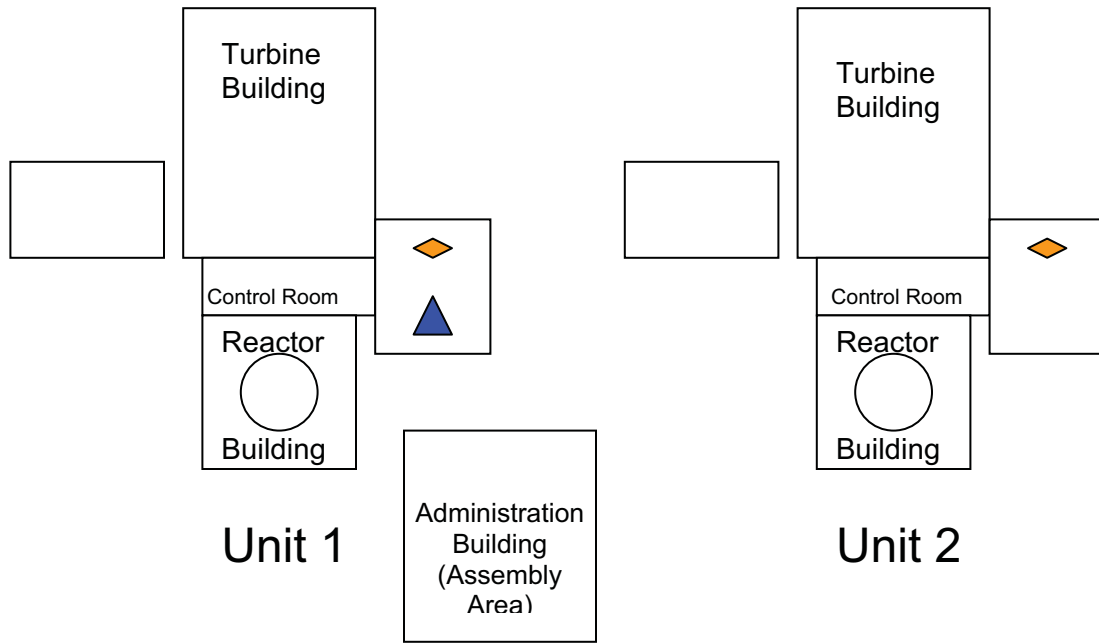 Turbine
Building
Turbine
Building
Control Room
Control Room
Reactor
Building
Reactor
Building
Administration
Building
(Assembly
Area)
Unit 1
Unit 2